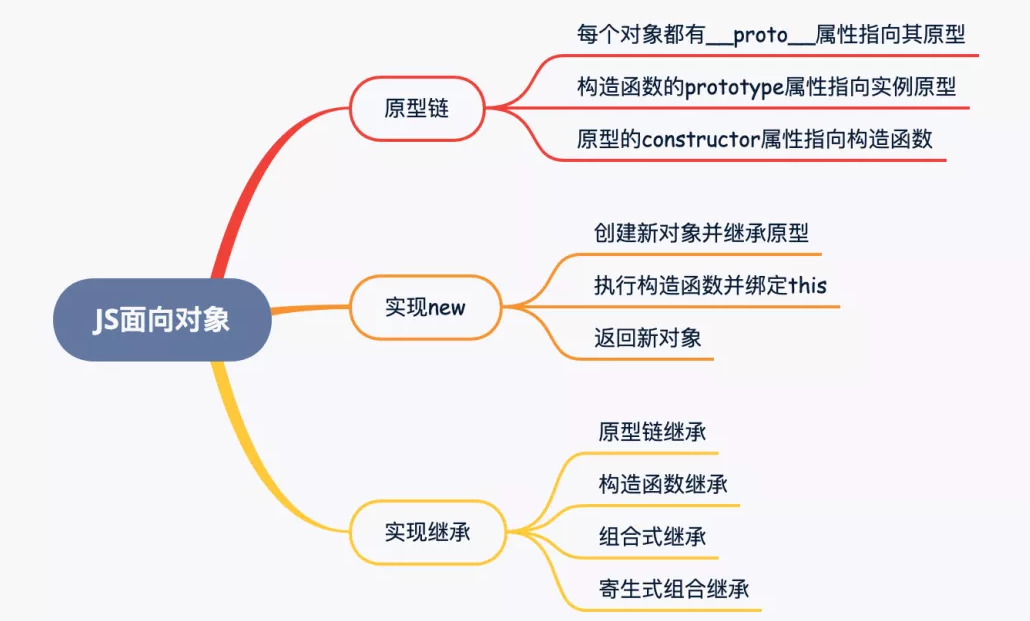 JS面向对象
原型链
每个对象都有__proto__属性指向其原型
构造函数的prototype属性指向实例原型
原型的constructor属性指向构造函数
实现new
创建新对象并继承原型
执行构造函数并绑定this
返回新对象
实现继承
原型链继承
构造函数继承
组合式继承
寄生式组合继承